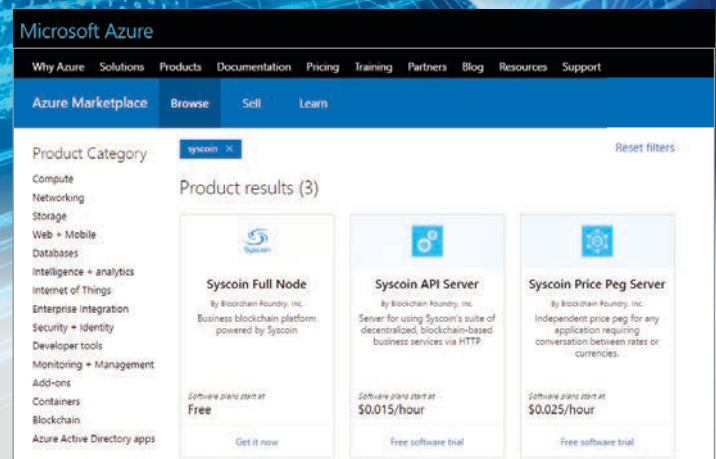 Microsoft Azure
Why Azure Solutions Products Documentation Pricing Training Partners Blog Resources Support
Azure Marketplace Browse Sell Learn
Product Category
Compute
Networking
Storage
Web + Mobile
Databases
Intelligence + analytics
Internet of Things
Enterprise Integration
Security + Identity
Developer tools
Monitoring + Management
Add-ons
Containers
Blockchain
Azure Active Directory apps
syscoin ×
Reset filters
Product results (3)
Syscoin
Syscoin Full Node
By Blockchain Foundry, Inc.
Business blockchain platform
powered by Syscoin
Software plans start at
Free
Get it now
Syscoin API Server
By Blockchain Foundry, Inc.
Server for using Syscoin's suite of
decentralized, blockchain-based
business services via HTTP
Software plans start at
$0.015/hour
Free software trial
Syscoin Price Peg Server
By Blockchain Foundry, Inc.
Independent price peg for any
application requiring
conversation between rates or
currencies.
Software plans start at
$0.025/hour
Free software trial